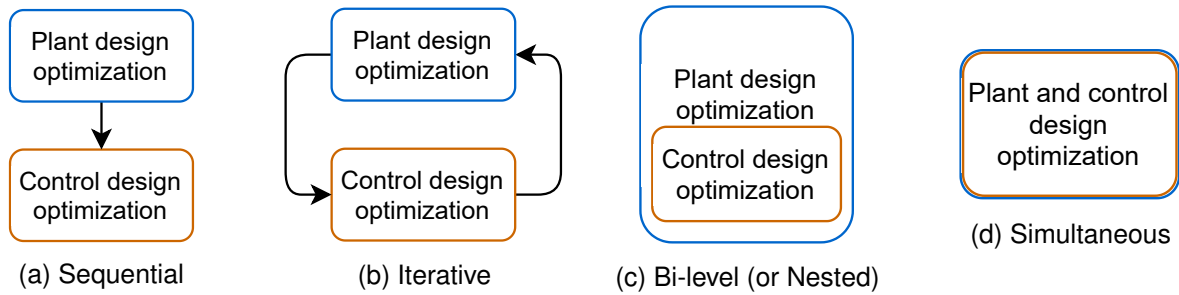 Plant design
optimization
Control design
optimization
(a) Sequential
Plant design
optimization
Control design
optimization
(b) Iterative
Plant design
optimization
Control design
optimization
(c) Bi-level (or Nested)
Plant and control
design
optimization
(d) Simultaneous